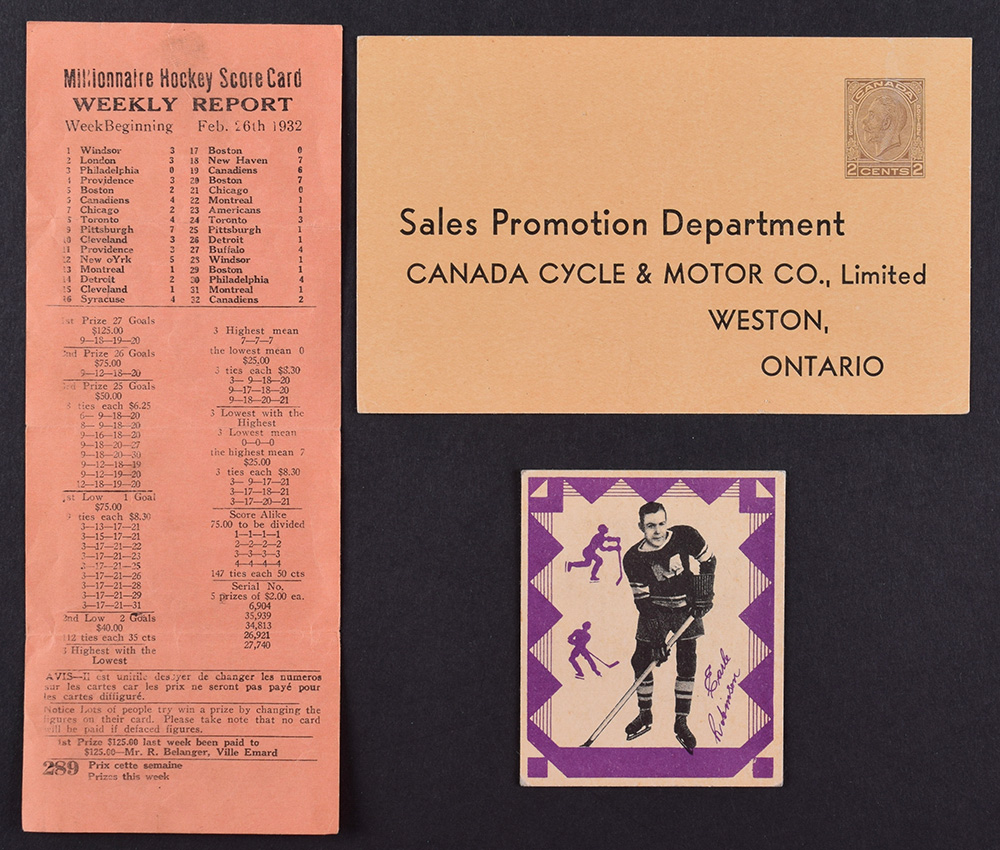 Millionnaire Hockey Score Card
WEEKLY REPORT
Week Beginning Feb. 26th 1932
1 Windsor 3 17 Boston 0
2 London 3 18 New Haven 7
3 Philadelphia 0 19 Canadiens 6
4 Providence 3 20 Boston 7
5 Boston 2 21 Chicago 0
6 Canadiens 4 22 Montreal 1
7 Chicago 2 23 Americans 1
8 Toronto 4 24 Toronto 3
9 Pittsburgh 7 25 Pittsburgh 1
10 Cleveland 3 26 Detroit 1
11 Providence 3 27 Buffalo 4
12 New oYrk 5 28 Windsor 1
13 Montreal 1 29 Boston 1
14 Detroit 2 30 Philadelphia 4
15 Cleveland 1 31 Montreal 1
16 Syracuse 4 32 Canadiens 2
1st Prize 27 Goals
$125.00
9—18—19—20
2nd Prize 26 Goals
$75.00
9—12—18—20
3rd Prize 25 Goals
$50.00
8 ties each $6.25
6— 9—18—20
8— 9—18—20
9—16—18—20
9—18—20—27
9—18—20—30
9—12—18—19
9—12—19—20
12—18—19—20
1st Low 1 Goal
$75.00
9 ties each $8.30
3—13—17—21
3—15—17—21
3—17—21—22
3—17—21—23
3—17—21—25
3—17—21—26
3—17—21—28
3—17—21—29
3—17—21—31
2nd Low 2 Goals
$40.00
112 ties each 35 cts
3 Highest with the
Lowest
3 Highest mean
7—7—7
the lowest mean 0
$25.00
3 ties each $8.30
3— 9—18—20
9—17—18—20
9—18—20—21
3 Lowest with the
Highest
3 Lowest mean
0—0—0
the highest mean 7
$25.00
3 ties each $8.30
3— 9—17—21
3—17—18—21
3—17—20—21
Score Alike
75.00 to be divided
1—1—1—1
2—2—2—2
3—3—3—3
4—4—4—4
147 ties each 50 cts
Serial No.
5 prizes of $2.00 ea.
6,904
35,939
34,813
26,921
27,740
AVIS—Il est unitile dessyer de changer les numeros
sur les cartes car les prix ne seront pas payé pour
les cartes diffiguré.
Notice Lots of people try win a prize by changing the
figures on their card. Please take note that no card
will be paid if defaced figures.
1st Prize $125.60 last week been paid to
$125.00—Mr. R. Belanger, Ville Emard
289 Prix cette semaine
Prizes this week
CANADA
2 CENTS 2
Sales Promotion Department
CANADA CYCLE & MOTOR CO., Limited
WESTON,
ONTARIO
M
Earle
Robinson